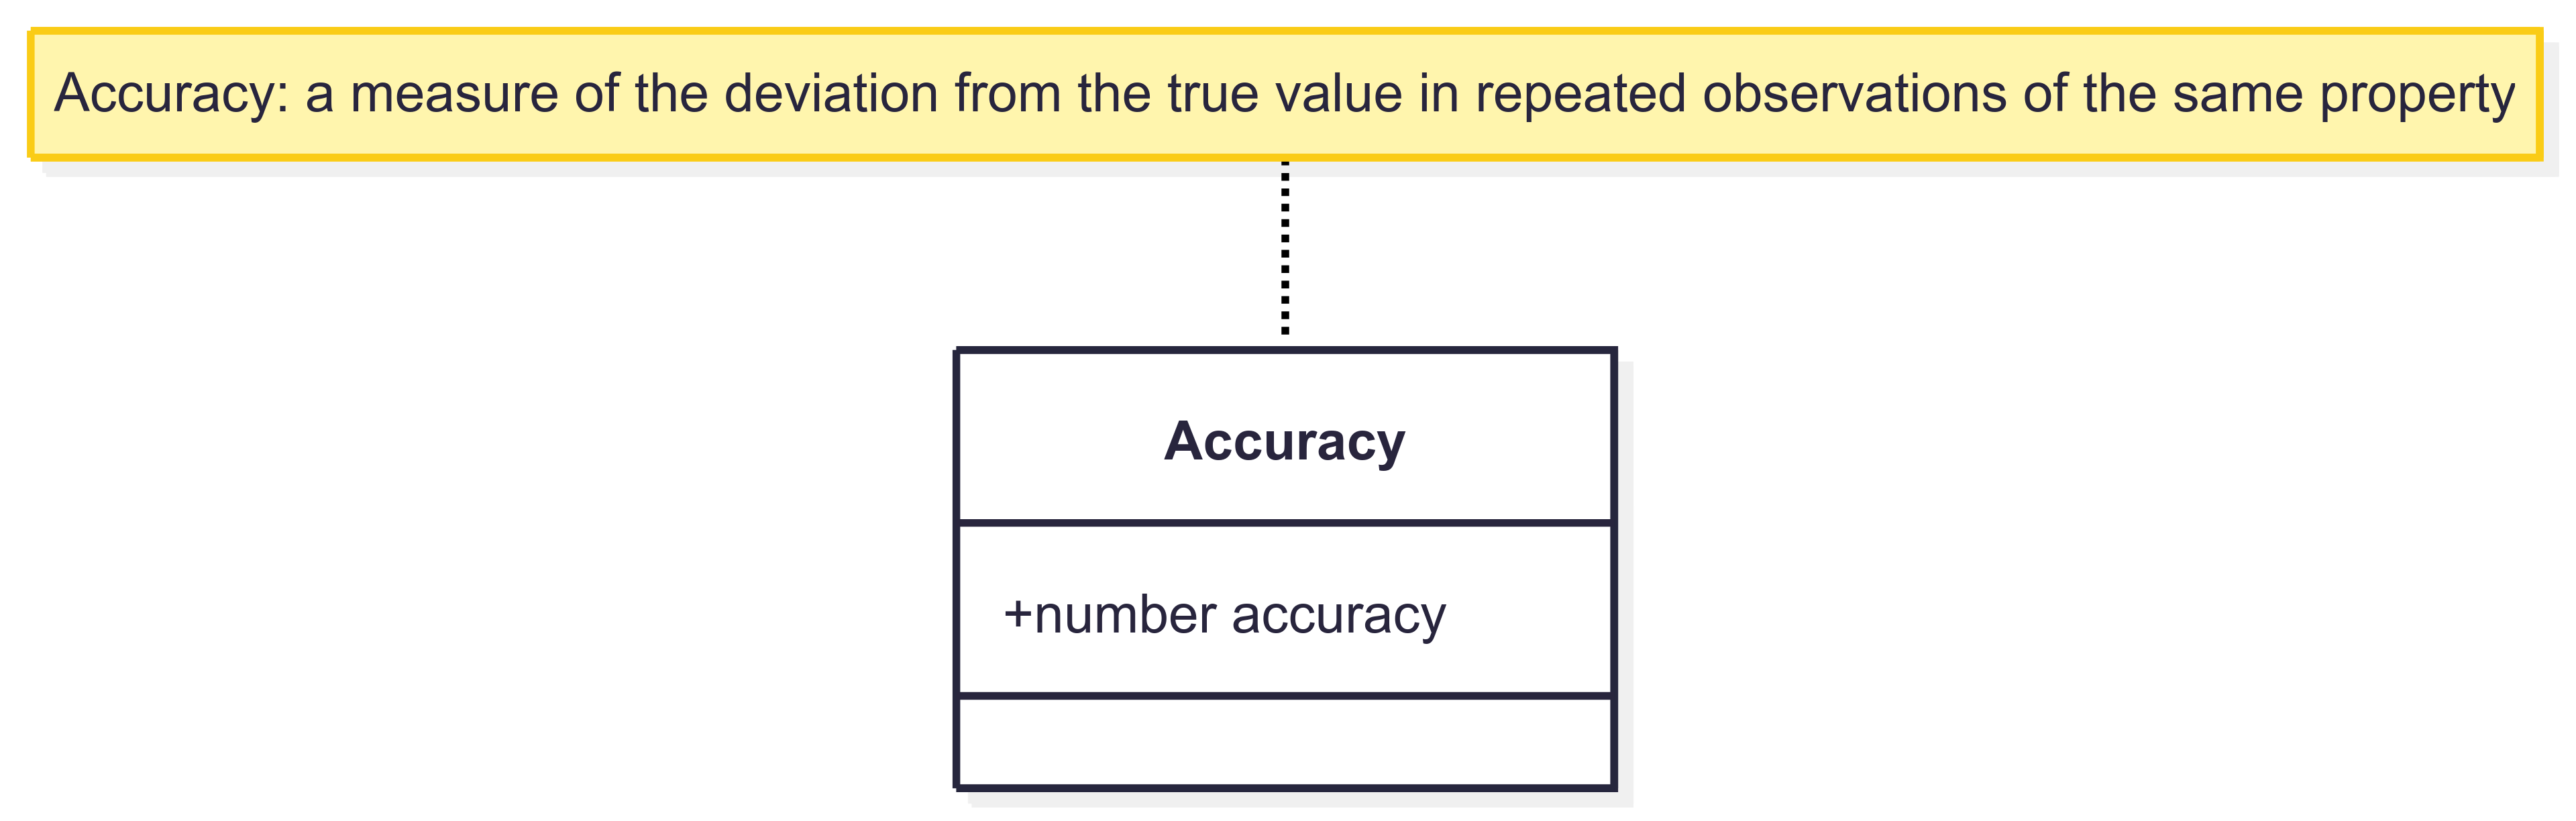 Accuracy: a measure of the deviation from the true value in repeated observations of the same property
Accuracy
+number accuracy